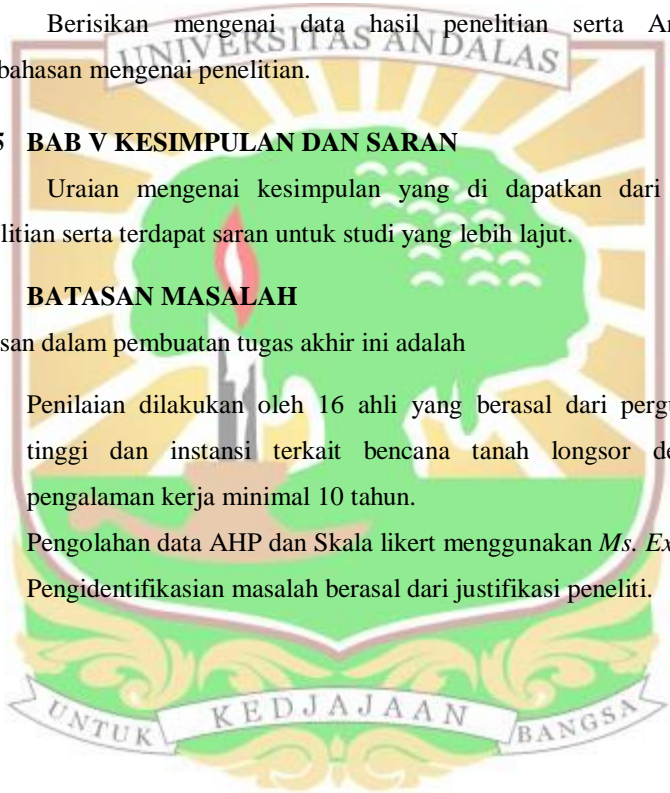 Berisikan mengenai data hasil penelitian serta An
UNIVERSITAS ANDALAS
bahasan mengenai penelitian.
5 BAB V KESIMPULAN DAN SARAN
Uraian mengenai kesimpulan yang di dapatkan dari
litian serta terdapat saran untuk studi yang lebih lajut.
BATASAN MASALAH
san dalam pembuatan tugas akhir ini adalah
Penilaian dilakukan oleh 16 ahli yang berasal dari pergu
tinggi dan instansi terkait bencana tanah longsor de
pengalaman kerja minimal 10 tahun.
Pengolahan data AHP dan Skala likert menggunakan Ms. Ex
Pengidentifikasian masalah berasal dari justifikasi peneliti.
UNTUK KEDJAJAAN BANGSA